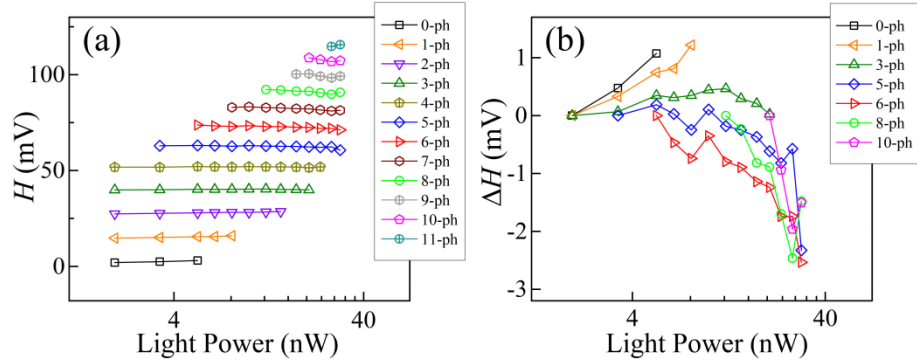 (a)
H (mV)
100
50
0
4
40
Light Power (nW)
0-ph
1-ph
2-ph
3-ph
4-ph
5-ph
6-ph
7-ph
8-ph
9-ph
10-ph
11-ph
(b)
ΔH (mV)
1
0
-1
-2
-3
4
40
Light Power (nW)
0-ph
1-ph
3-ph
5-ph
6-ph
8-ph
10-ph